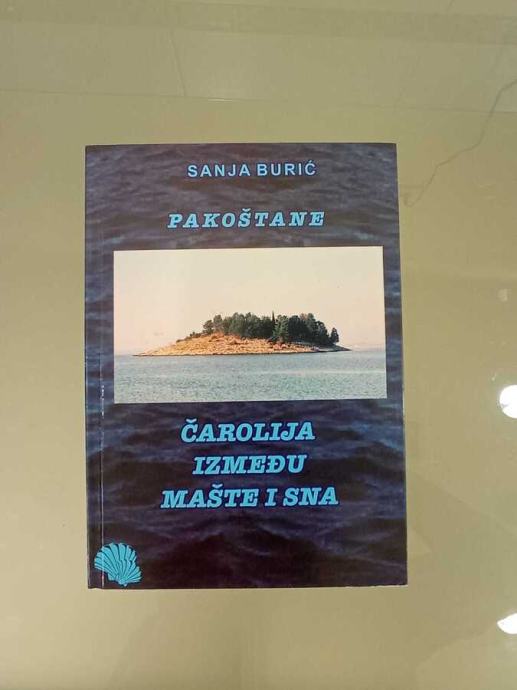 SANJA BURIĆ
PAKOŠTANE
ČAROLIJA
IZMEĐU
MAŠTE I SNA